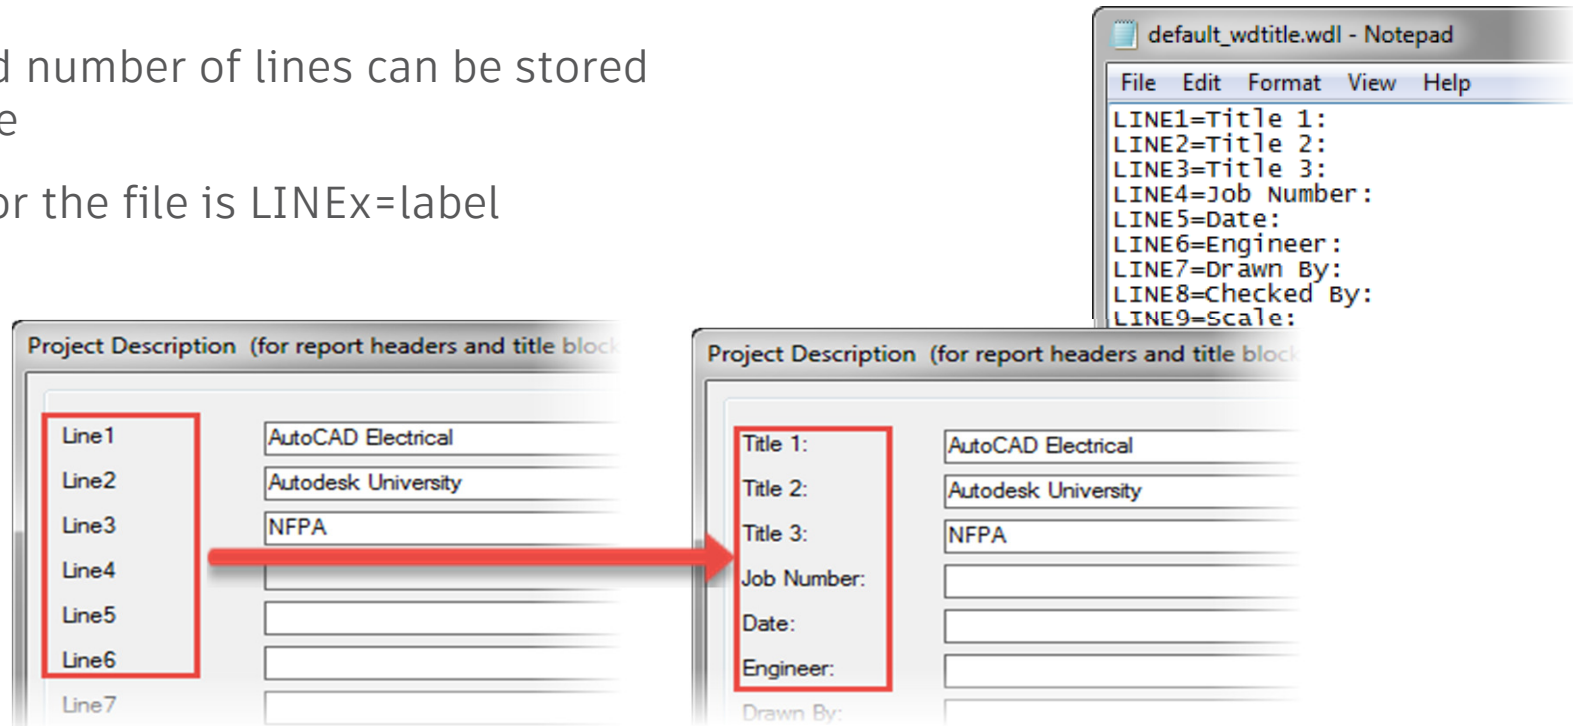 d number of lines can be stored
e
or the file is LINEx=label
default_wdtitle.wdl - Notepad
File Edit Format View Help
LINE1=Title 1:
LINE2=Title 2:
LINE3=Title 3:
LINE4=Job Number:
LINE5=Date:
LINE6=Engineer:
LINE7=Drawn By:
LINE8=Checked By:
LINE9=Scale:
Project Description (for report headers and title block
Line1 AutoCAD Electrical
Line2 Autodesk University
Line3 NFPA
Line4
Line5
Line6
Line7
Project Description (for report headers and title block
Title 1: AutoCAD Electrical
Title 2: Autodesk University
Title 3: NFPA
Job Number:
Date:
Engineer:
Drawn By: